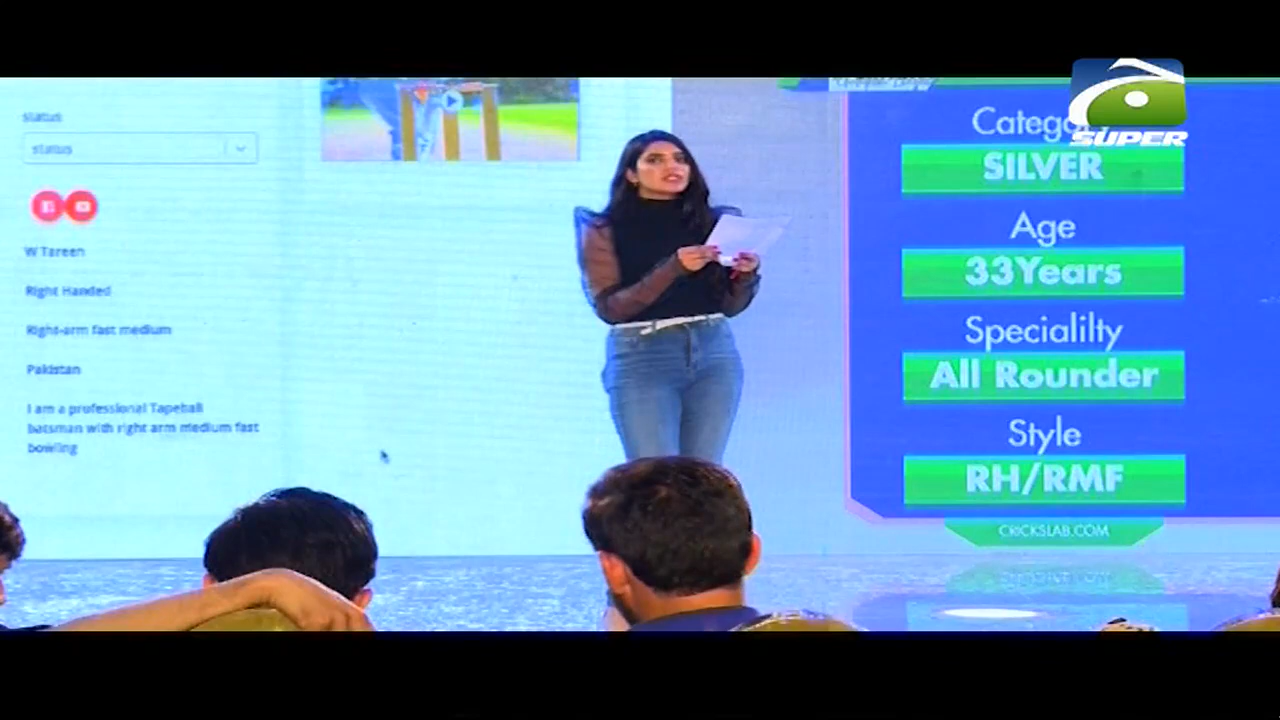 status
status
W Tareen
Right Handed
Right-arm fast medium
Pakistan
I am a professional Tapeball
batsman with right arm medium fast
bowling
SUPER
SILVER
Age
33Years
Specialilty
All Rounder
Style
RH/RMF
CRICKSLAB.COM